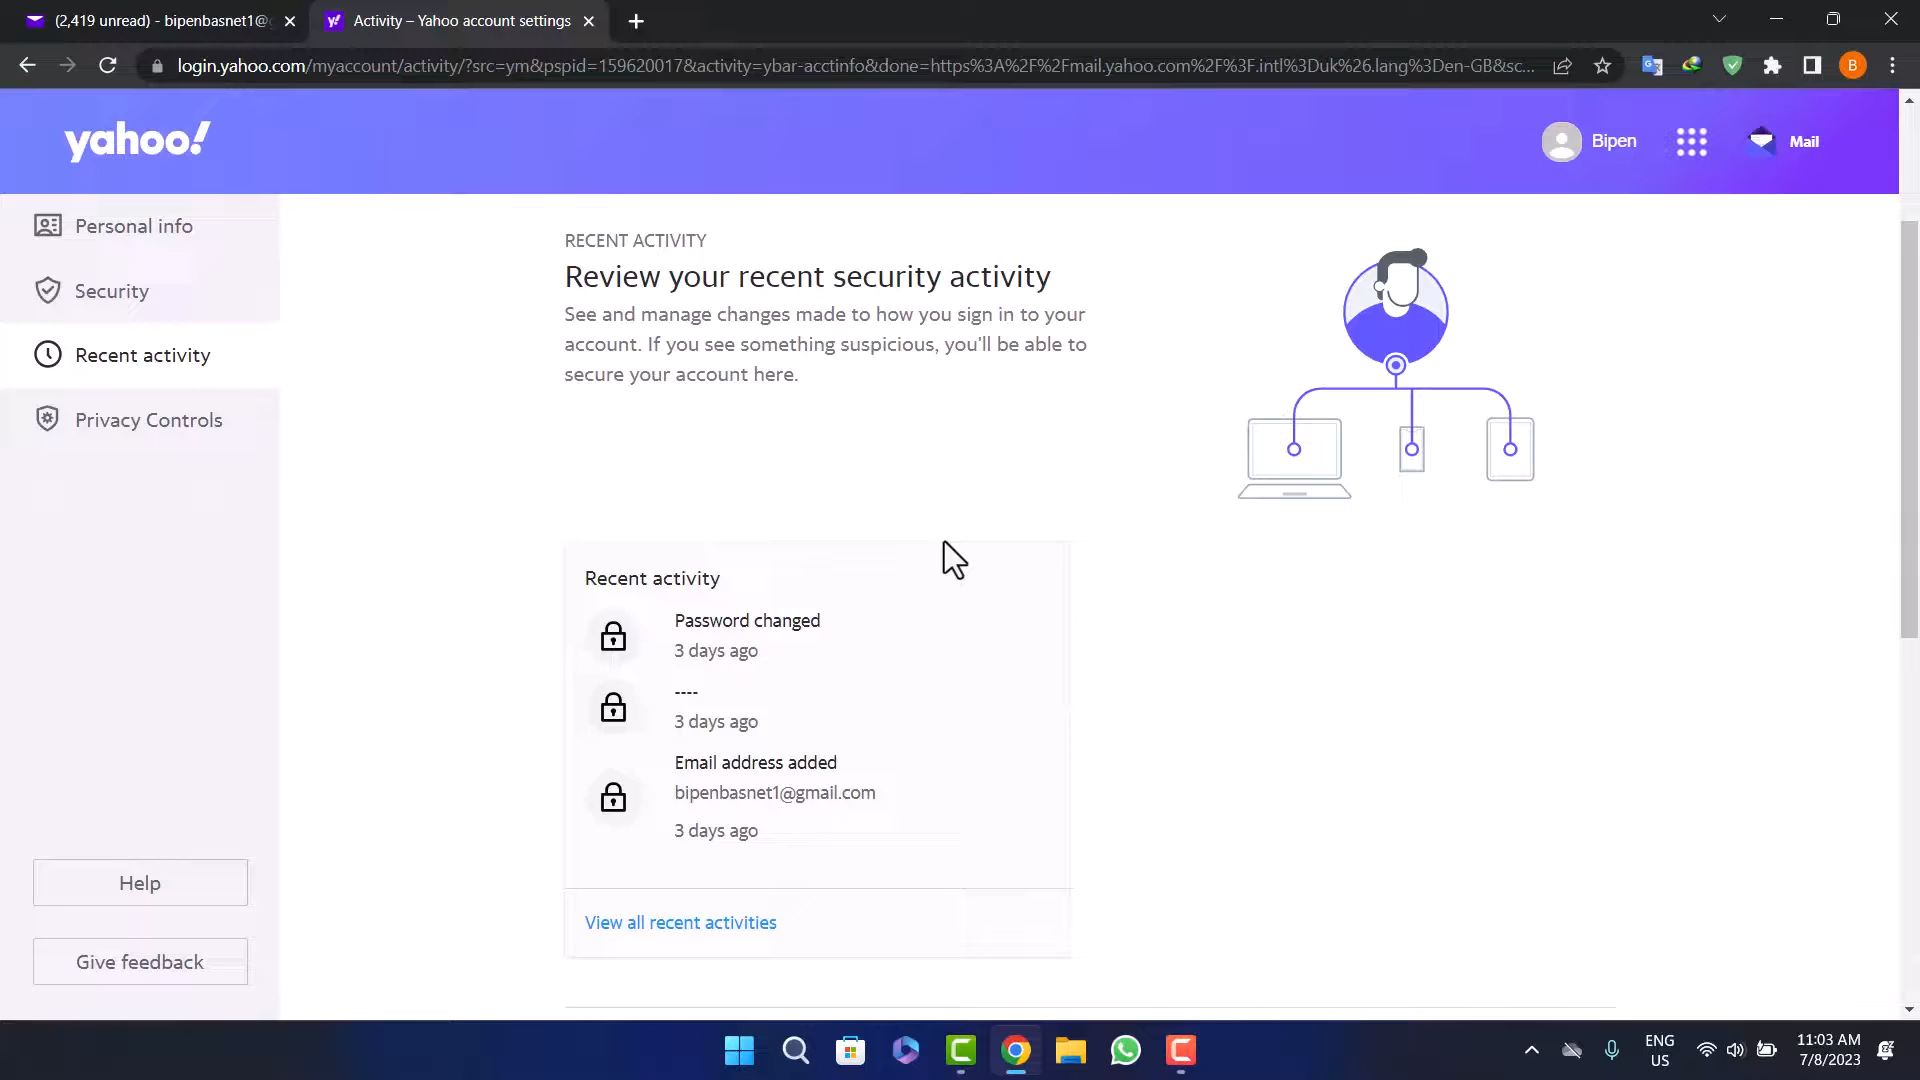 (2,419 unread) - bipenbasnet1@
Activity – Yahoo account settings
login.yahoo.com/myaccount/activity/?src=ym&pspid=159620017&activity=ybar-acctinfo&done=https%3A%2F%2Fmail.yahoo.com%2F%3F.intl%3Duk%26.lang%3Den-GB&sc...
B
yahoo!
Bipen
Mail
Personal info
Security
Recent activity
Privacy Controls
Help
Give feedback
RECENT ACTIVITY
Review your recent security activity
See and manage changes made to how you sign in to your
account. If you see something suspicious, you'll be able to
secure your account here.
Recent activity
Password changed
3 days ago
----
3 days ago
Email address added
bipenbasnet1@gmail.com
3 days ago
View all recent activities
ENG
US
11:03 AM
7/8/2023